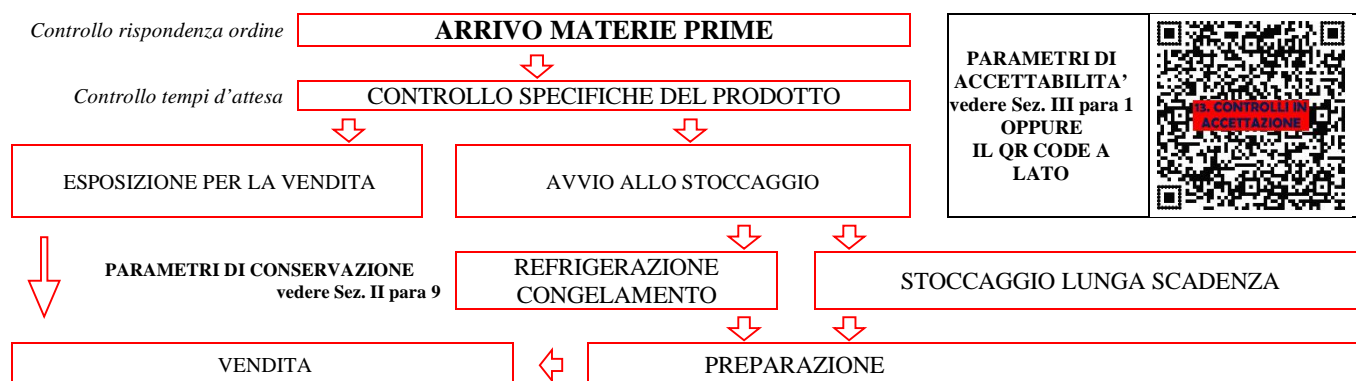 Controllo rispondenza ordine
ARRIVO MATERIE PRIME
Controllo tempi d'attesa
CONTROLLO SPECIFICHE DEL PRODOTTO
PARAMETRI DI
ACCETTABILITA'
vedere Sez. III para 1
OPPURE
IL QR CODE A
LATO
13. CONTROLLI IN
ACCETTAZIONE
ESPOSIZIONE PER LA VENDITA
AVVIO ALLO STOCCAGGIO
PARAMETRI DI CONSERVAZIONE
vedere Sez. II para 9
REFRIGERAZIONE
CONGELAMENTO
STOCCAGGIO LUNGA SCADENZA
VENDITA
PREPARAZIONE